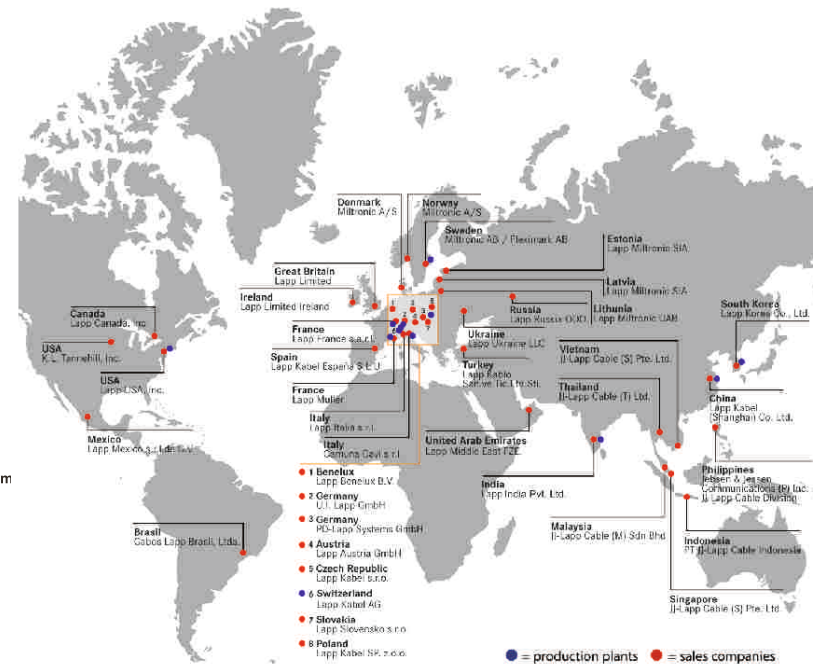 Denmark
Miltronic A/S
Norway
Miltronic A/S
Sweden
Miltronic AB / Fleximark AB
Estonia
Lapp Miltronic SIA
Great Britain
Lapp Limited
Latvia
Lapp Miltronic SIA
Ireland
Lapp Limited Ireland
Russia
Lapp Russia OOO
Lithunia
Lapp Miltronic UAB
South Korea
Lapp Korea Co., Ltd.
Canada
Lapp Canada, Inc
France
Lapp France s.a.r.l.
Ukraine
Lapp Ukraine LLC
USA
K.L. Tannehill, Inc.
Spain
Lapp Kabel España S.L.U
Vietnam
JJ-Lapp Cable (S) Pte. Ltd.
Turkey
Lapp Kablo
San.ve Tic.Ltd.Sti.
USA
Lapp USA, Inc.
France
Lapp Muller
Thailand
JJ-Lapp Cable (T) Ltd.
China
Lapp Kabel
(Shanghai) Co. Ltd.
Italy
Lapp Italia s.r.l.
Mexico
Lapp Mexico
Italy
Camuna Cavi s.r.l
United Arab Emirates
Lapp Middle East FZE
m
India
Lapp India Pvt. Ltd.
Philippines
Jebsen & Jessen
Communications (P) Inc.
JJ-Lapp Cable Division
1 Benelux
Lapp Benelux B.V.
2 Germany
U.I. Lapp GmbH
3 Germany
PD-Lapp Systems GmbH
Brasil
Cabos Lapp Brasil, Ltda.
Malaysia
JJ-Lapp Cable (M) Sdn Bhd
Indonesia
PT JJ-Lapp Cable Indonesia
4 Austria
Lapp Austria GmbH
5 Czech Republic
Lapp Kabel s.r.o.
6 Switzerland
Lapp Kabel AG
Singapore
JJ-Lapp Cable (S) Pte. Ltd
7 Slovakia
Lapp Slovensko s.r.o
8 Poland
Lapp Kabel SP. z.o.o.
= production plants = sales companies